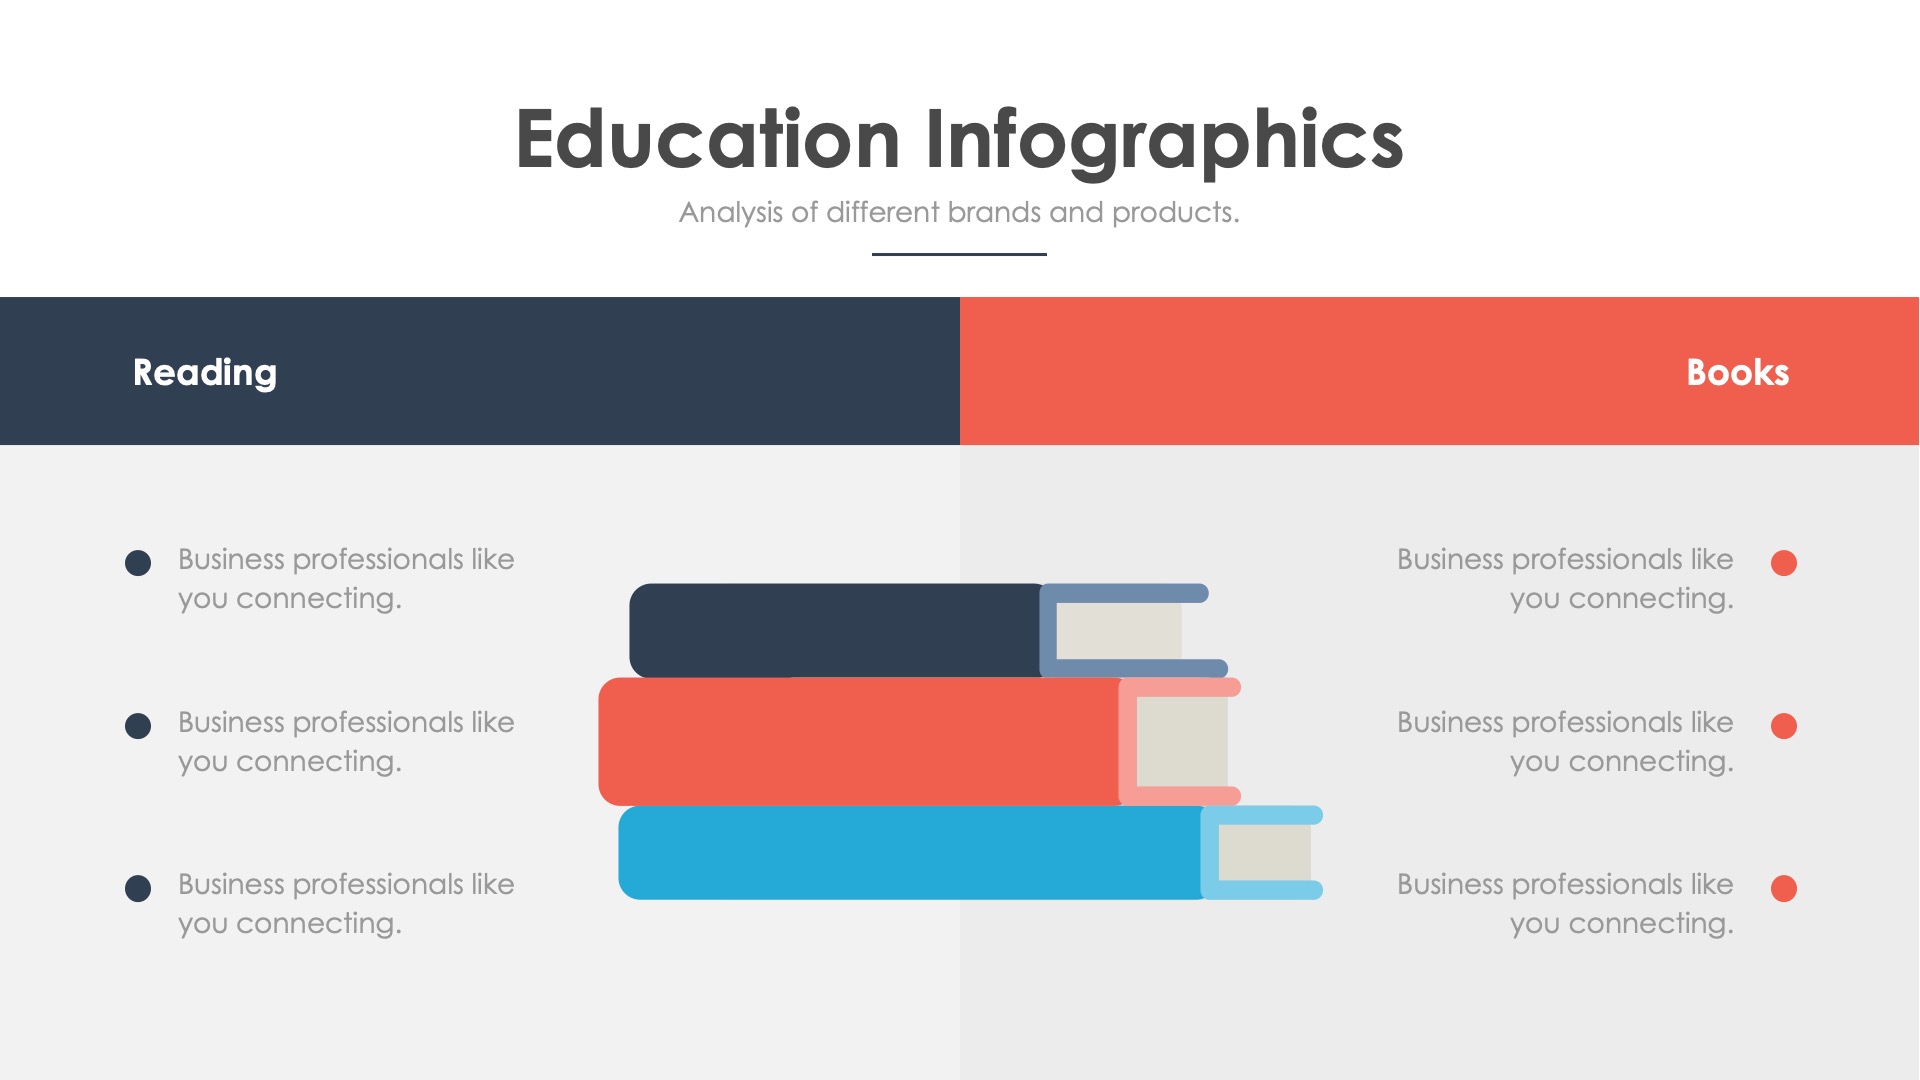 Education Infographics
Analysis of different brands and products.
Reading
Books
Business professionals like
you connecting.
Business professionals like
you connecting.
Business professionals like
you connecting.
Business professionals like
you connecting.
Business professionals like
you connecting.
Business professionals like
you connecting.